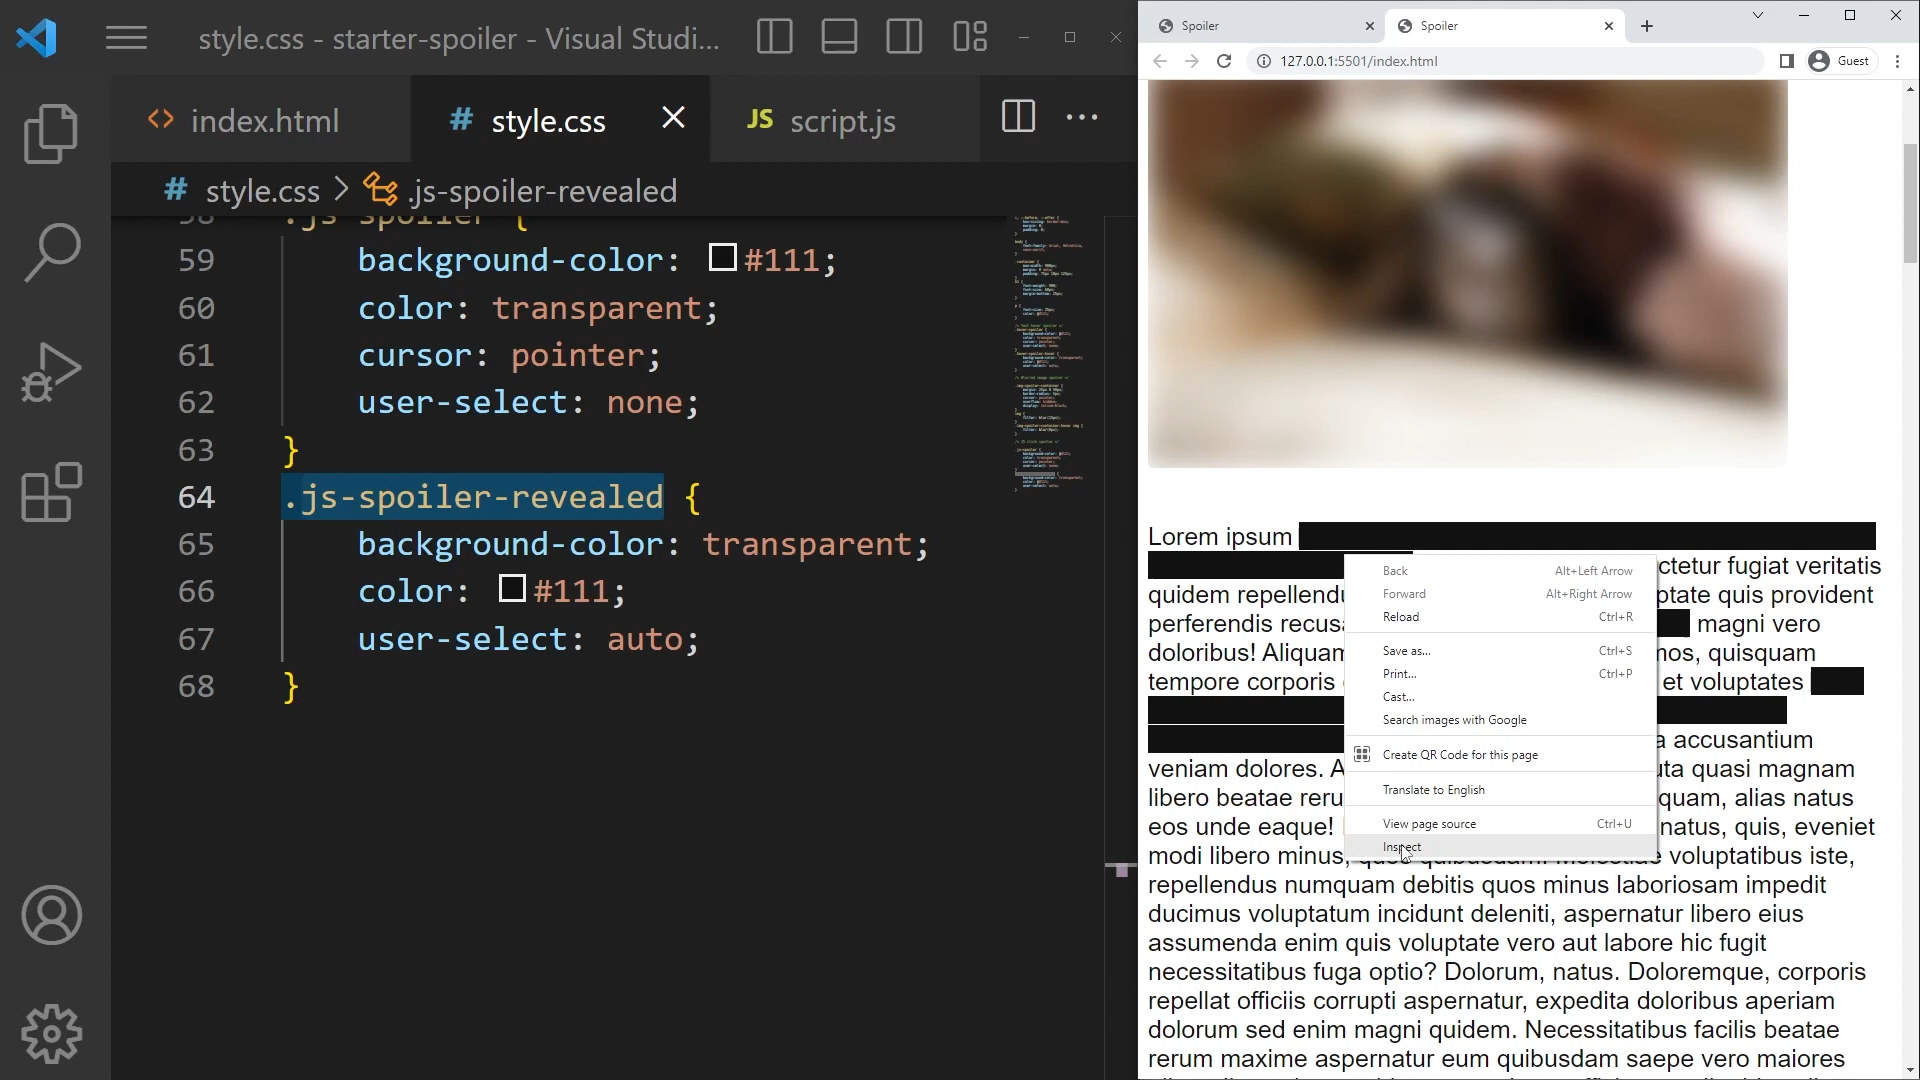 style.css - starter-spoiler - Visual Studi...
index.html
# style.css
JS script.js
# style.css > .js-spoiler-revealed
58 .js-spoiler {
59 background-color: #111;
60 color: transparent;
61 cursor: pointer;
62 user-select: none;
63 }
64 .js-spoiler-revealed {
65 background-color: transparent;
66 color: #111;
67 user-select: auto;
68 }
Spoiler
Spoiler
127.0.0.1:5501/index.html
Guest
Lorem ipsum
ctetur fugiat veritatis
quidem repellendu
ptate quis provident
perferendis recusa
magni vero
doloribus! Aliquam
mos, quisquam
tempore corporis
et voluptates
a accusantium
veniam dolores. A
uta quasi magnam
libero beatae reru
quam, alias natus
eos unde eaque!
natus, quis, eveniet
modi libero minus,
voluptatibus iste,
repellendus numquam debitis quos minus laboriosam impedit
ducimus voluptatum incidunt deleniti, aspernatur libero eius
assumenda enim quis voluptate vero aut labore hic fugit
necessitatibus fuga optio? Dolorum, natus. Doloremque, corporis
repellat officiis corrupti aspernatur, expedita doloribus aperiam
dolorum sed enim magni quidem. Necessitatibus facilis beatae
rerum maxime aspernatur eum quibusdam saepe vero maiores
Back Alt+Left Arrow
Forward Alt+Right Arrow
Reload Ctrl+R
Save as... Ctrl+S
Print... Ctrl+P
Cast...
Search images with Google
Create QR Code for this page
Translate to English
View page source Ctrl+U
Inspect